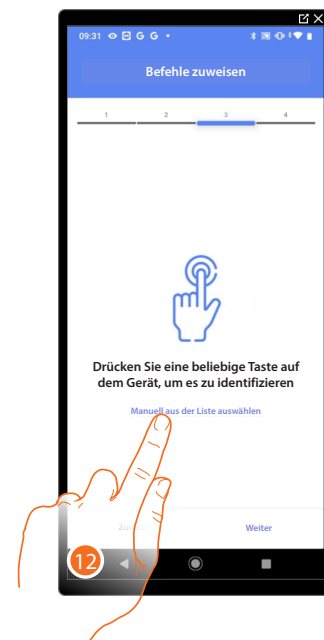 09:31 G G
Befehle zuweisen
1 2 3 4
Drücken Sie eine beliebige Taste auf
dem Gerät, um es zu identifizieren
Manuell aus der Liste auswählen
Weiter
12